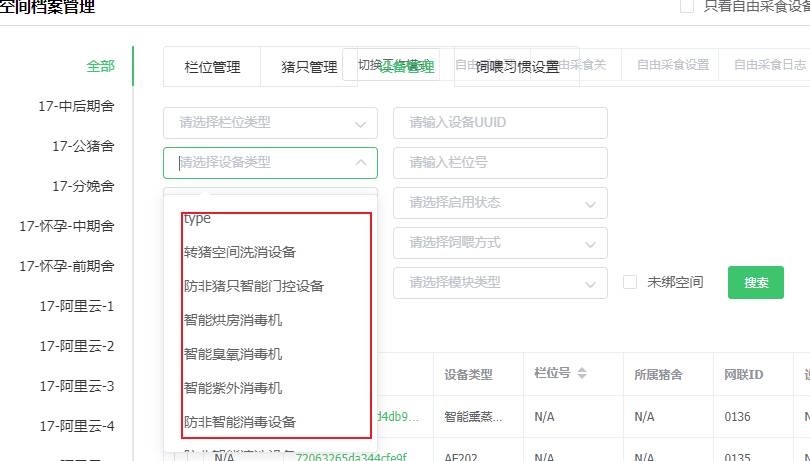 空间档案管理
只看自由采食设备
全部
17-中后期舍
17-公猪舍
17-分娩舍
17-怀孕-中期舍
17-怀孕-前期舍
17-阿里云-1
17-阿里云-2
17-阿里云-3
17-阿里云-4
栏位管理
猪只管理
切换工作模式
设备管理
自由
饲喂习惯设置
采食关
自由采食设置
自由采食日志
请选择栏位类型
请输入设备UUID
请选择设备类型
请输入栏位号
请选择启用状态
请选择饲喂方式
请选择模块类型
未绑空间
搜索
type
转猪空间洗消设备
防非猪只智能门控设备
智能烘房消毒机
智能臭氧消毒机
智能紫外消毒机
防非智能消毒设备
设备类型
栏位号
所属猪舍
网联ID
d4db9...
智能熏蒸...
N/A
N/A
0136
N/A
72063265da344cfe9f
AF202
N/A
N/A
0135